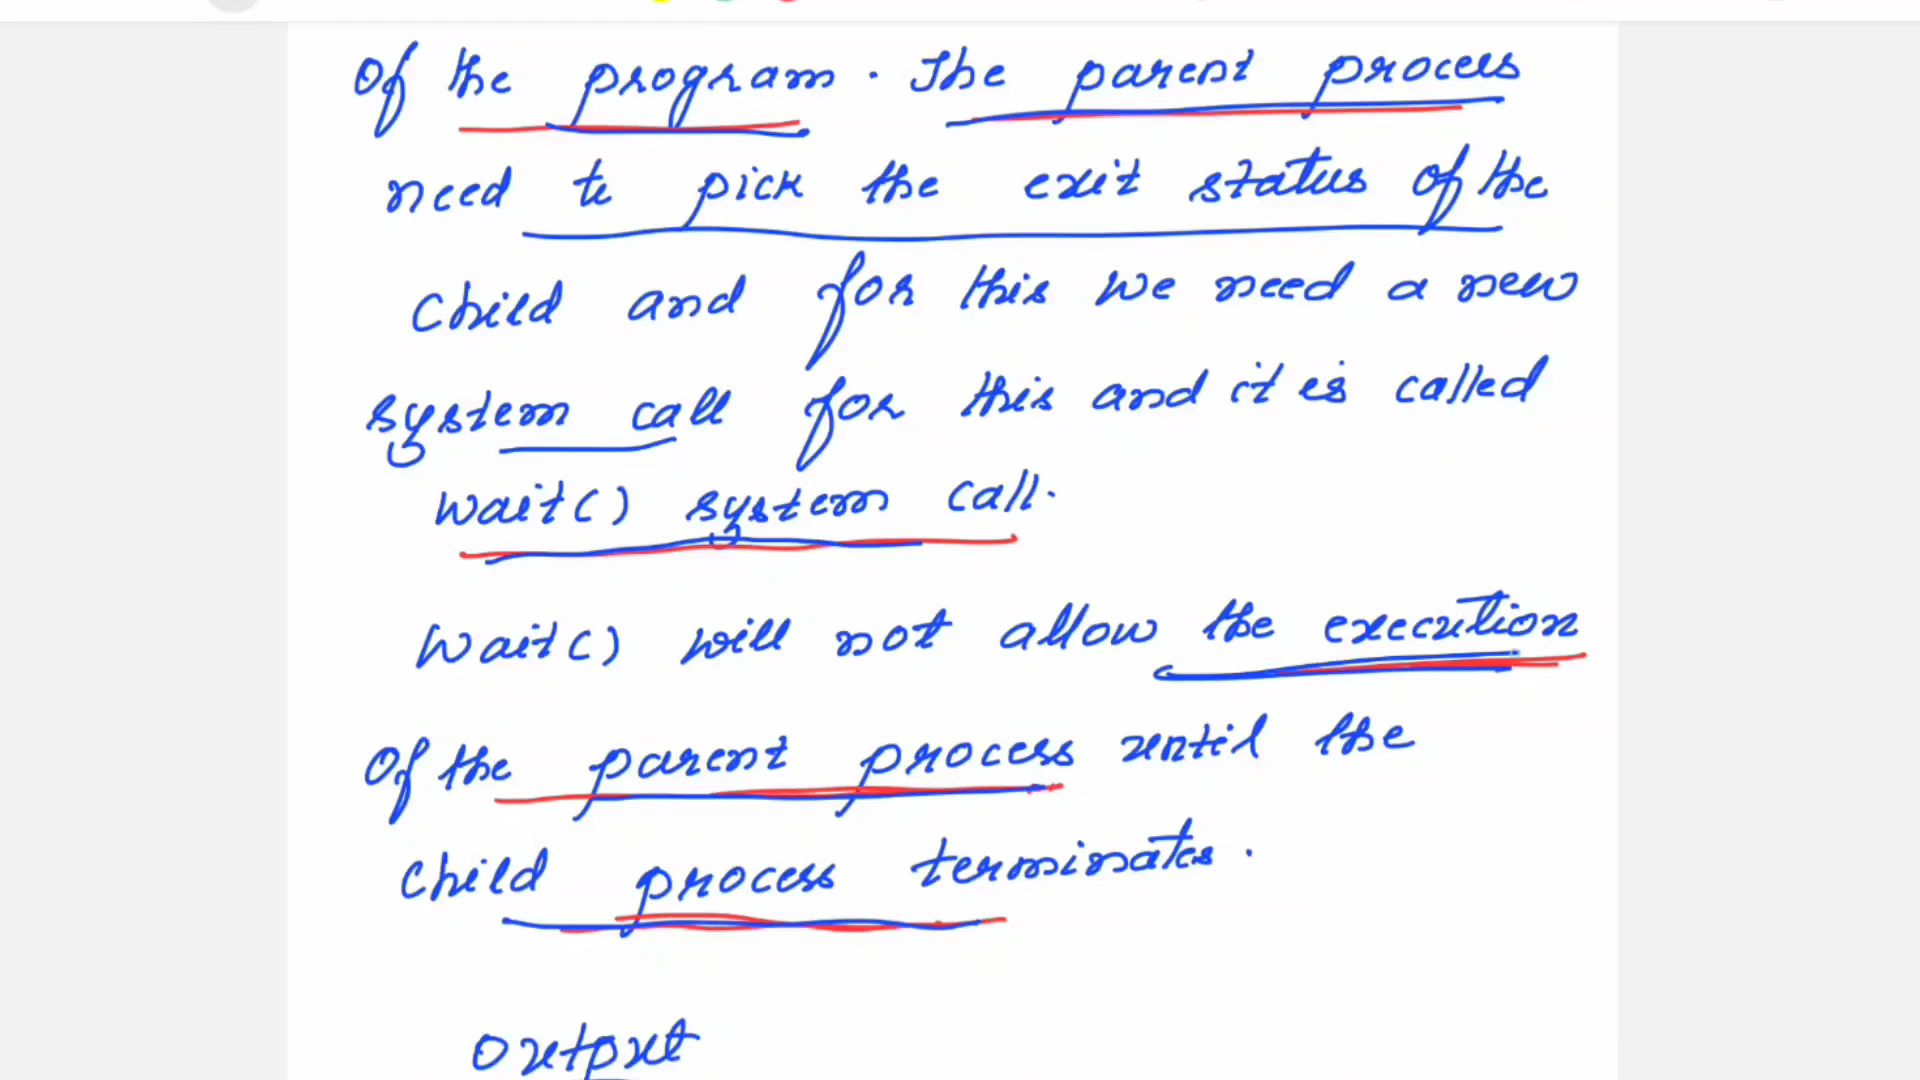 Of the program. The parent process
need to pick the exit status of the
child and for this we need a new
system call for this and it is called
wait() system call.
Wait() will not allow the execution
Of the parent process until the
child process terminates.
Output